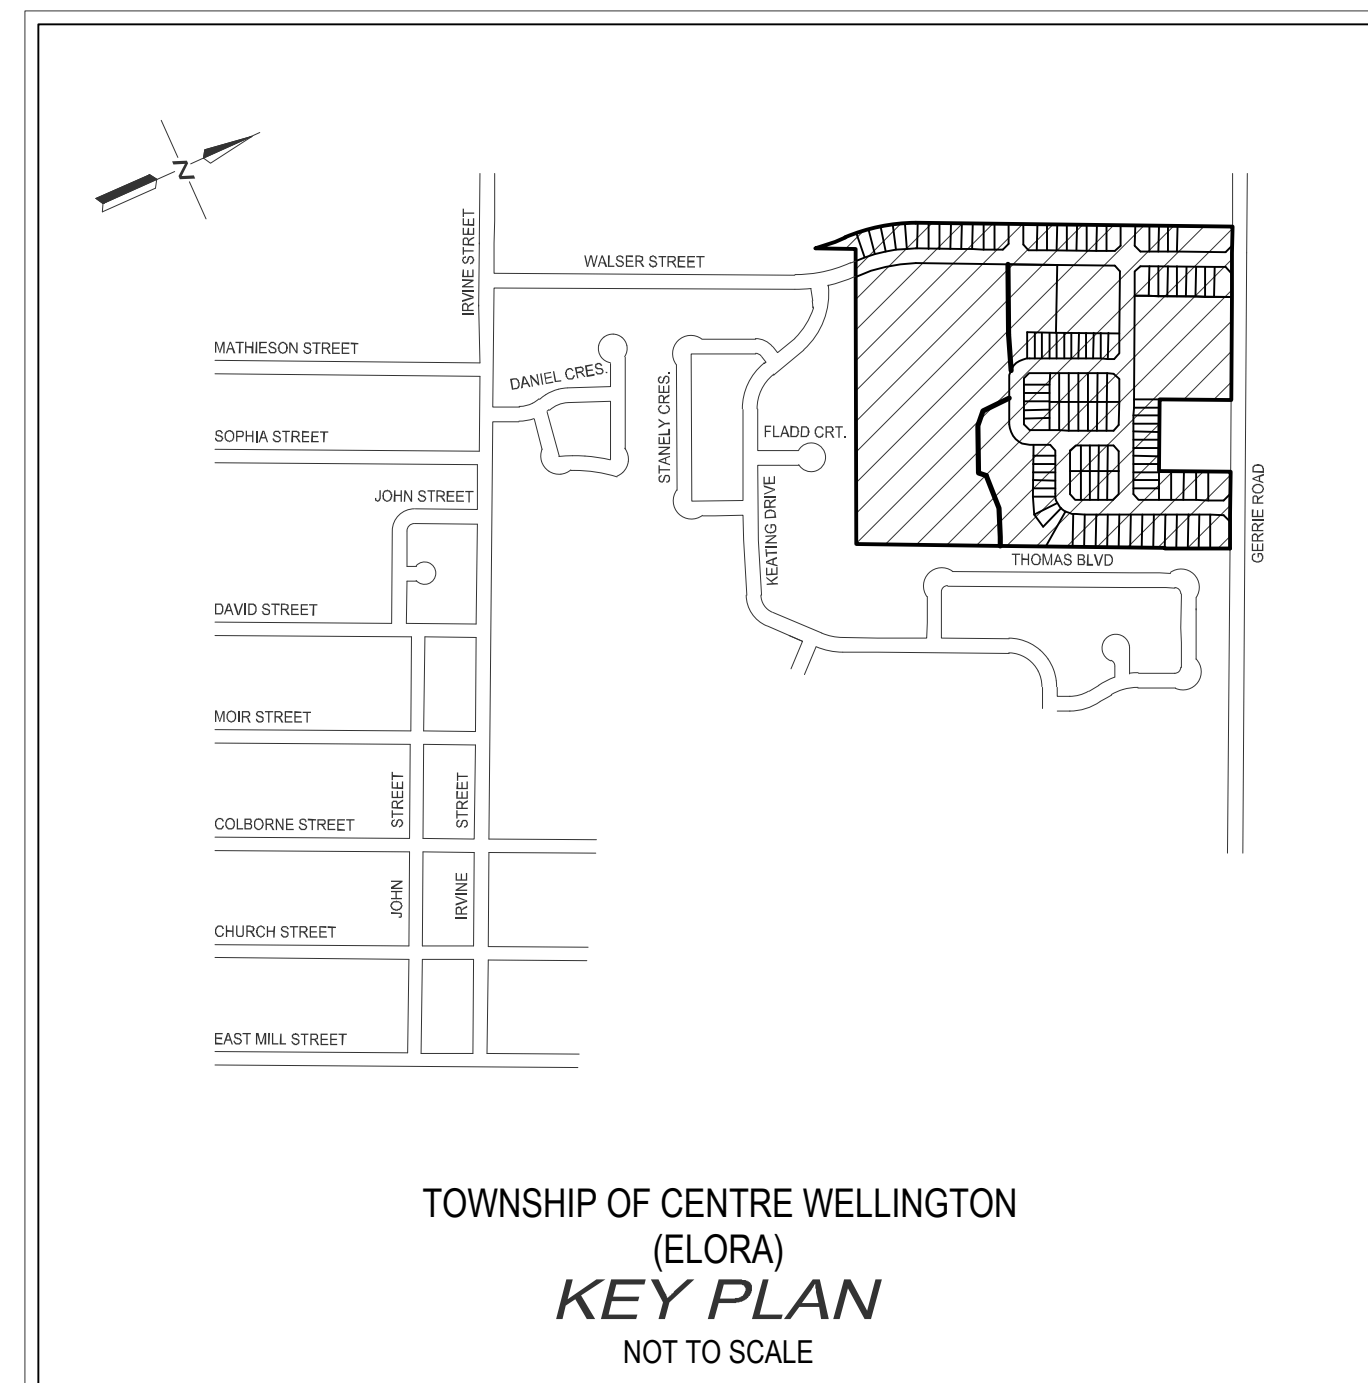 N
IRVINE STREET
WALSER STREET
MATHIESON STREET
DANIEL CRES.
STANELY CRES.
SOPHIA STREET
FLADD CRT.
JOHN STREET
KEATING DRIVE
GERRIE ROAD
THOMAS BLVD
DAVID STREET
MOIR STREET
STREET
STREET
COLBORNE STREET
JOHN
IRVINE
CHURCH STREET
EAST MILL STREET
TOWNSHIP OF CENTRE WELLINGTON
(ELORA)
KEY PLAN
NOT TO SCALE